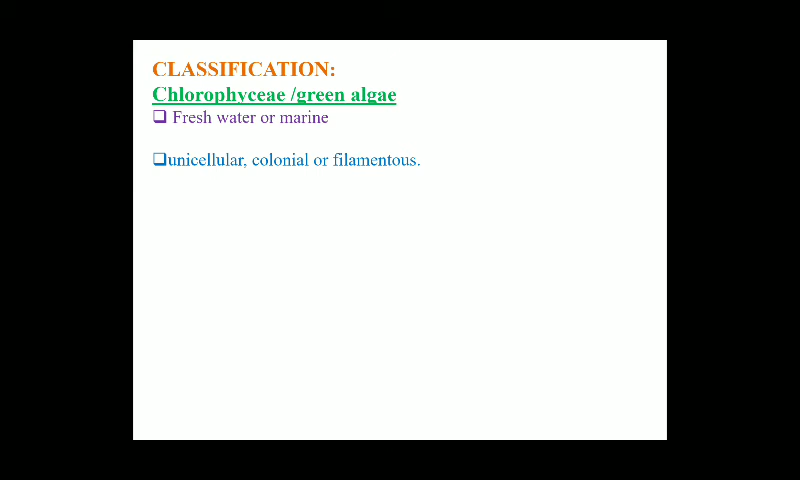 CLASSIFICATION:
Chlorophyceae /green algae
❑ Fresh water or marine
❑unicellular, colonial or filamentous.